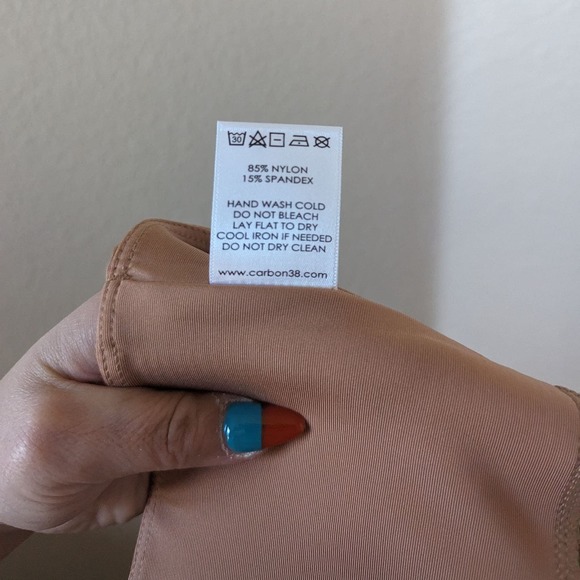 30
85% NYLON
15% SPANDEX
HAND WASH COLD
DO NOT BLEACH
LAY FLAT TO DRY
COOL IRON IF NEEDED
DO NOT DRY CLEAN
www.carbon38.com